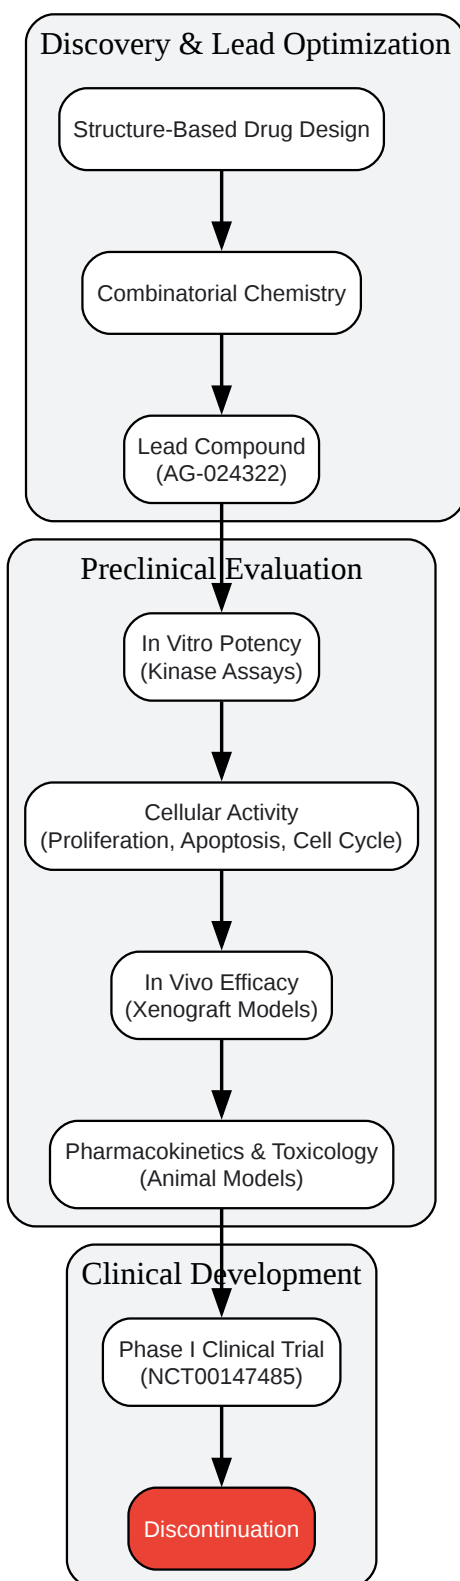 Discovery & Lead Optimization
Structure-Based Drug Design
Combinatorial Chemistry
Lead Compound
(AG-024322)
Preclinical Evaluation
In Vitro Potency
(Kinase Assays)
Cellular Activity
(Proliferation, Apoptosis, Cell Cycle)
In Vivo Efficacy
(Xenograft Models)
Pharmacokinetics & Toxicology
(Animal Models)
Clinical Development
Phase I Clinical Trial
(NCT00147485)
Discontinuation